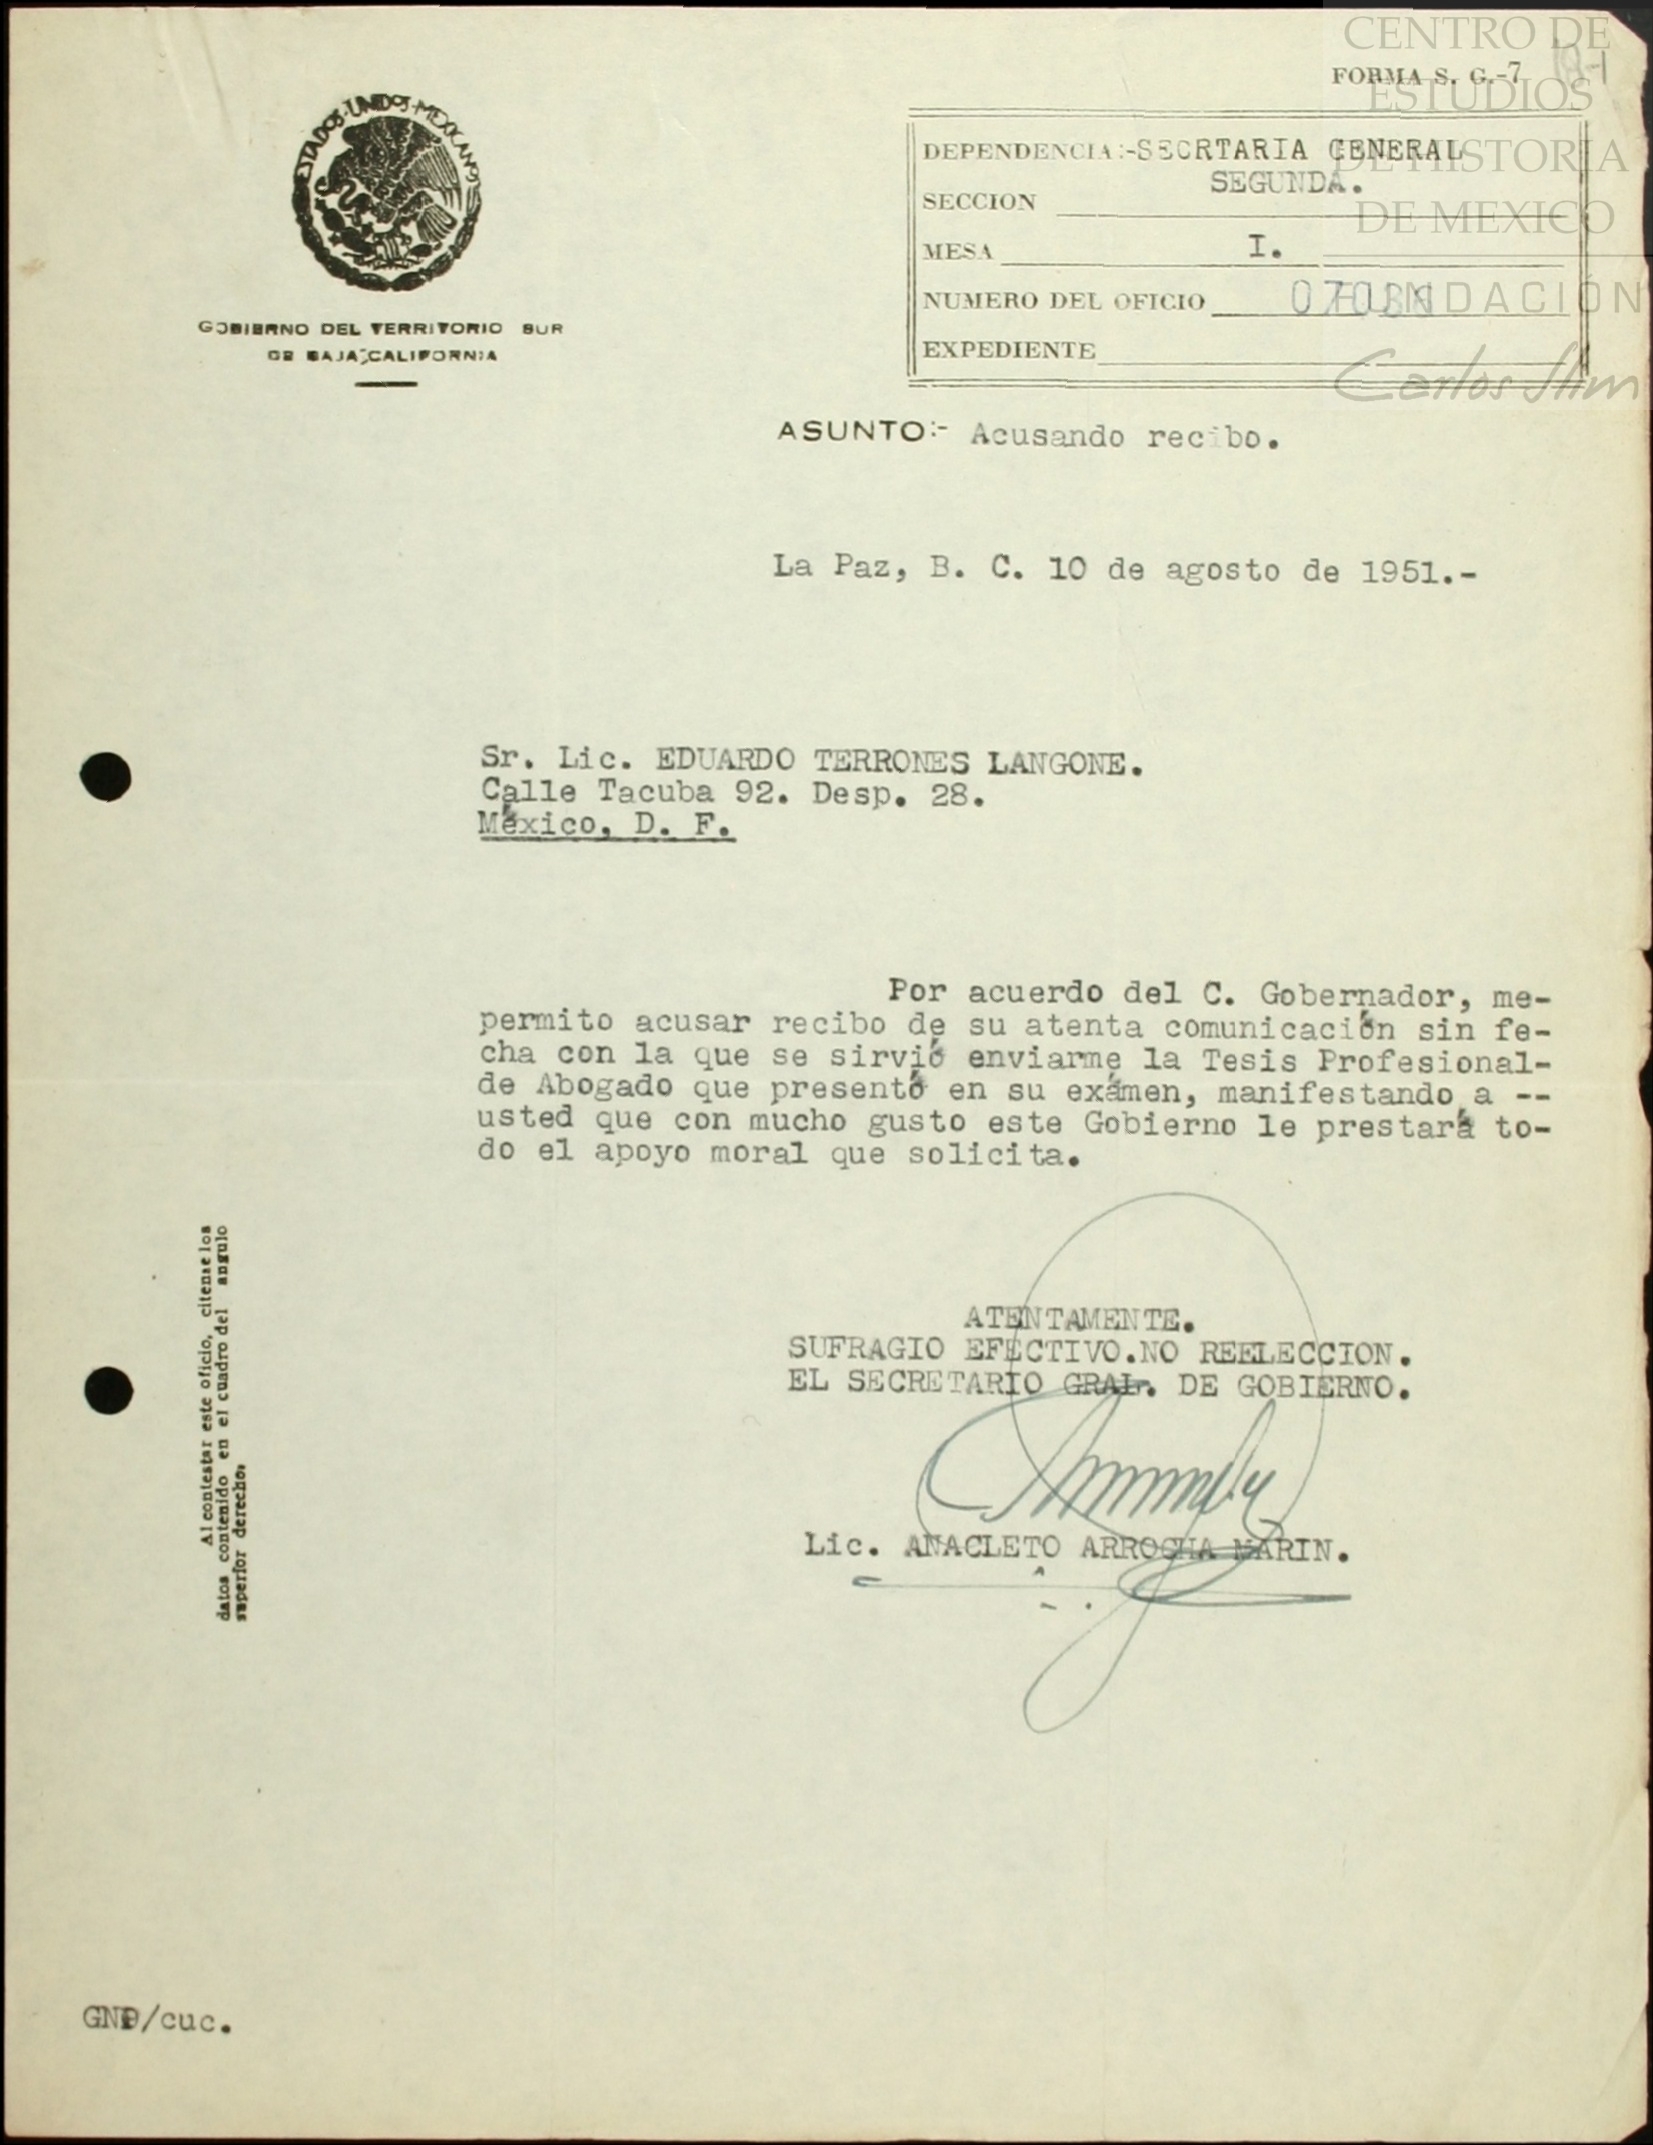 CENTRO DE
ESTUDIOS
DE HISTORIA
DE MEXICO
FUNDACIÓN
Carlos Slim
FORMA S. G.-7
ESTADOS UNIDOS MEXICANOS
GOBIERNO DEL TERRITORIO SUR
DE BAJA CALIFORNIA
DEPENDENCIA:-SECRTARIA GENERAL
SECCION SEGUNDA.
MESA I.
NUMERO DEL OFICIO
EXPEDIENTE
ASUNTO:- Acusando recibo.
La Paz, B. C. 10 de agosto de 1951.-
Sr. Lic. EDUARDO TERRONES LANGONE.
Calle Tacuba 92. Desp. 28.
México, D. F.
Por acuerdo del C. Gobernador, me-
permito acusar recibo de su atenta comunicación sin fe-
cha con la que se sirvió enviarme la Tesis Profesional-
de Abogado que presentó en su exámen, manifestando a --
usted que con mucho gusto este Gobierno le prestará to-
do el apoyo moral que solicita.
ATENTAMENTE.
SUFRAGIO EFECTIVO.NO REELECCION.
EL SECRETARIO GRAL. DE GOBIERNO.
Lic. ANACLETO ARROCHA MARIN.
Al contestar este oficio, citense los
datos contenido en el cuadro del angulo
superior derecho.
/cuc.